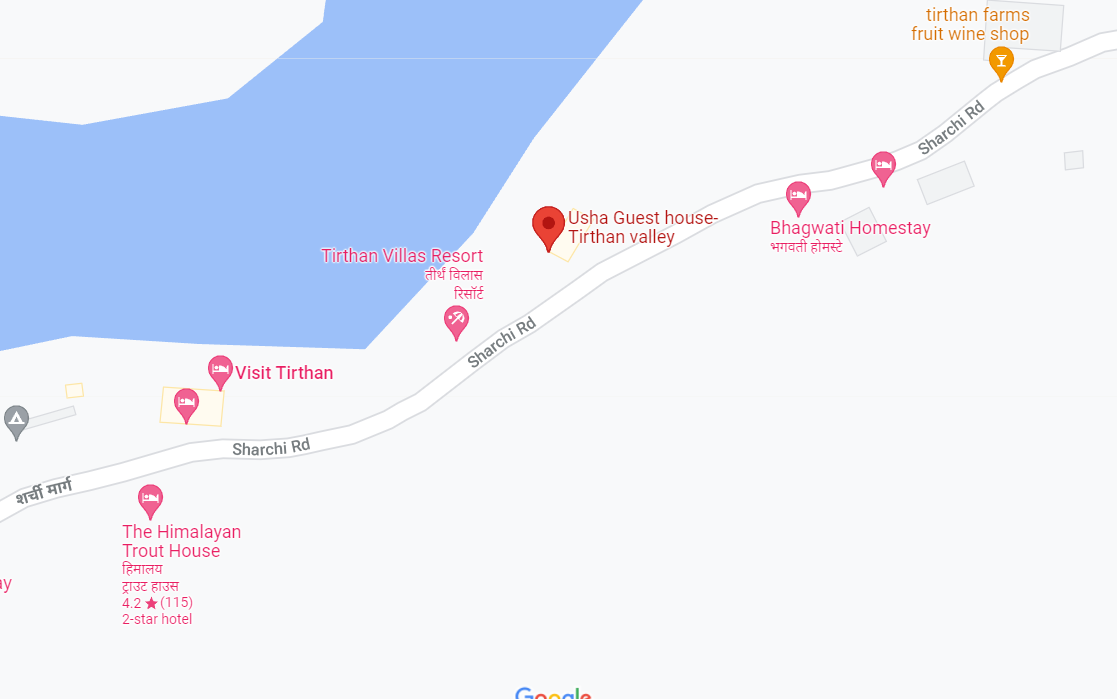 tirthan farms
fruit wine shop
Sharchi Rd
Bhagwati Homestay
भगवती होमस्टे
Usha Guest house-
Tirthan valley
Tirthan Villas Resort
तीर्थ विलास
रिसॉर्ट
Sharchi Rd
Visit Tirthan
Sharchi Rd
शर्ची मार्ग
The Himalayan
Trout House
हिमालय
ट्राउट हाउस
4.2 ★ (115)
2-star hotel
ay
Google